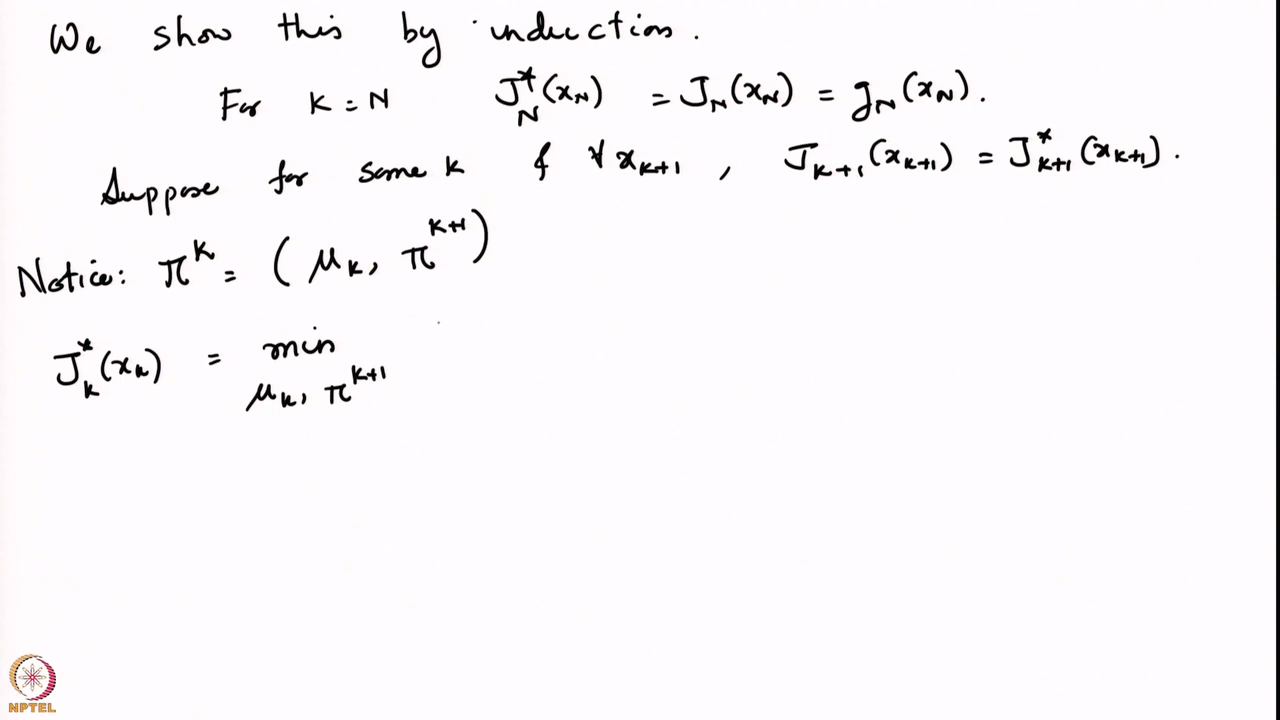 We show this by induction.
For K = N J*_N(x_N) = J_N(x_N) = g_N(x_N).
Suppose for some k & ∀ x_{k+1}, J_{k+1}(x_{k+1}) = J*_{k+1}(x_{k+1}).
Notice: π^k = (μ_k, π^{k+1})
J*_k(x_k) = min
μ_k, π^{k+1}
NPTEL